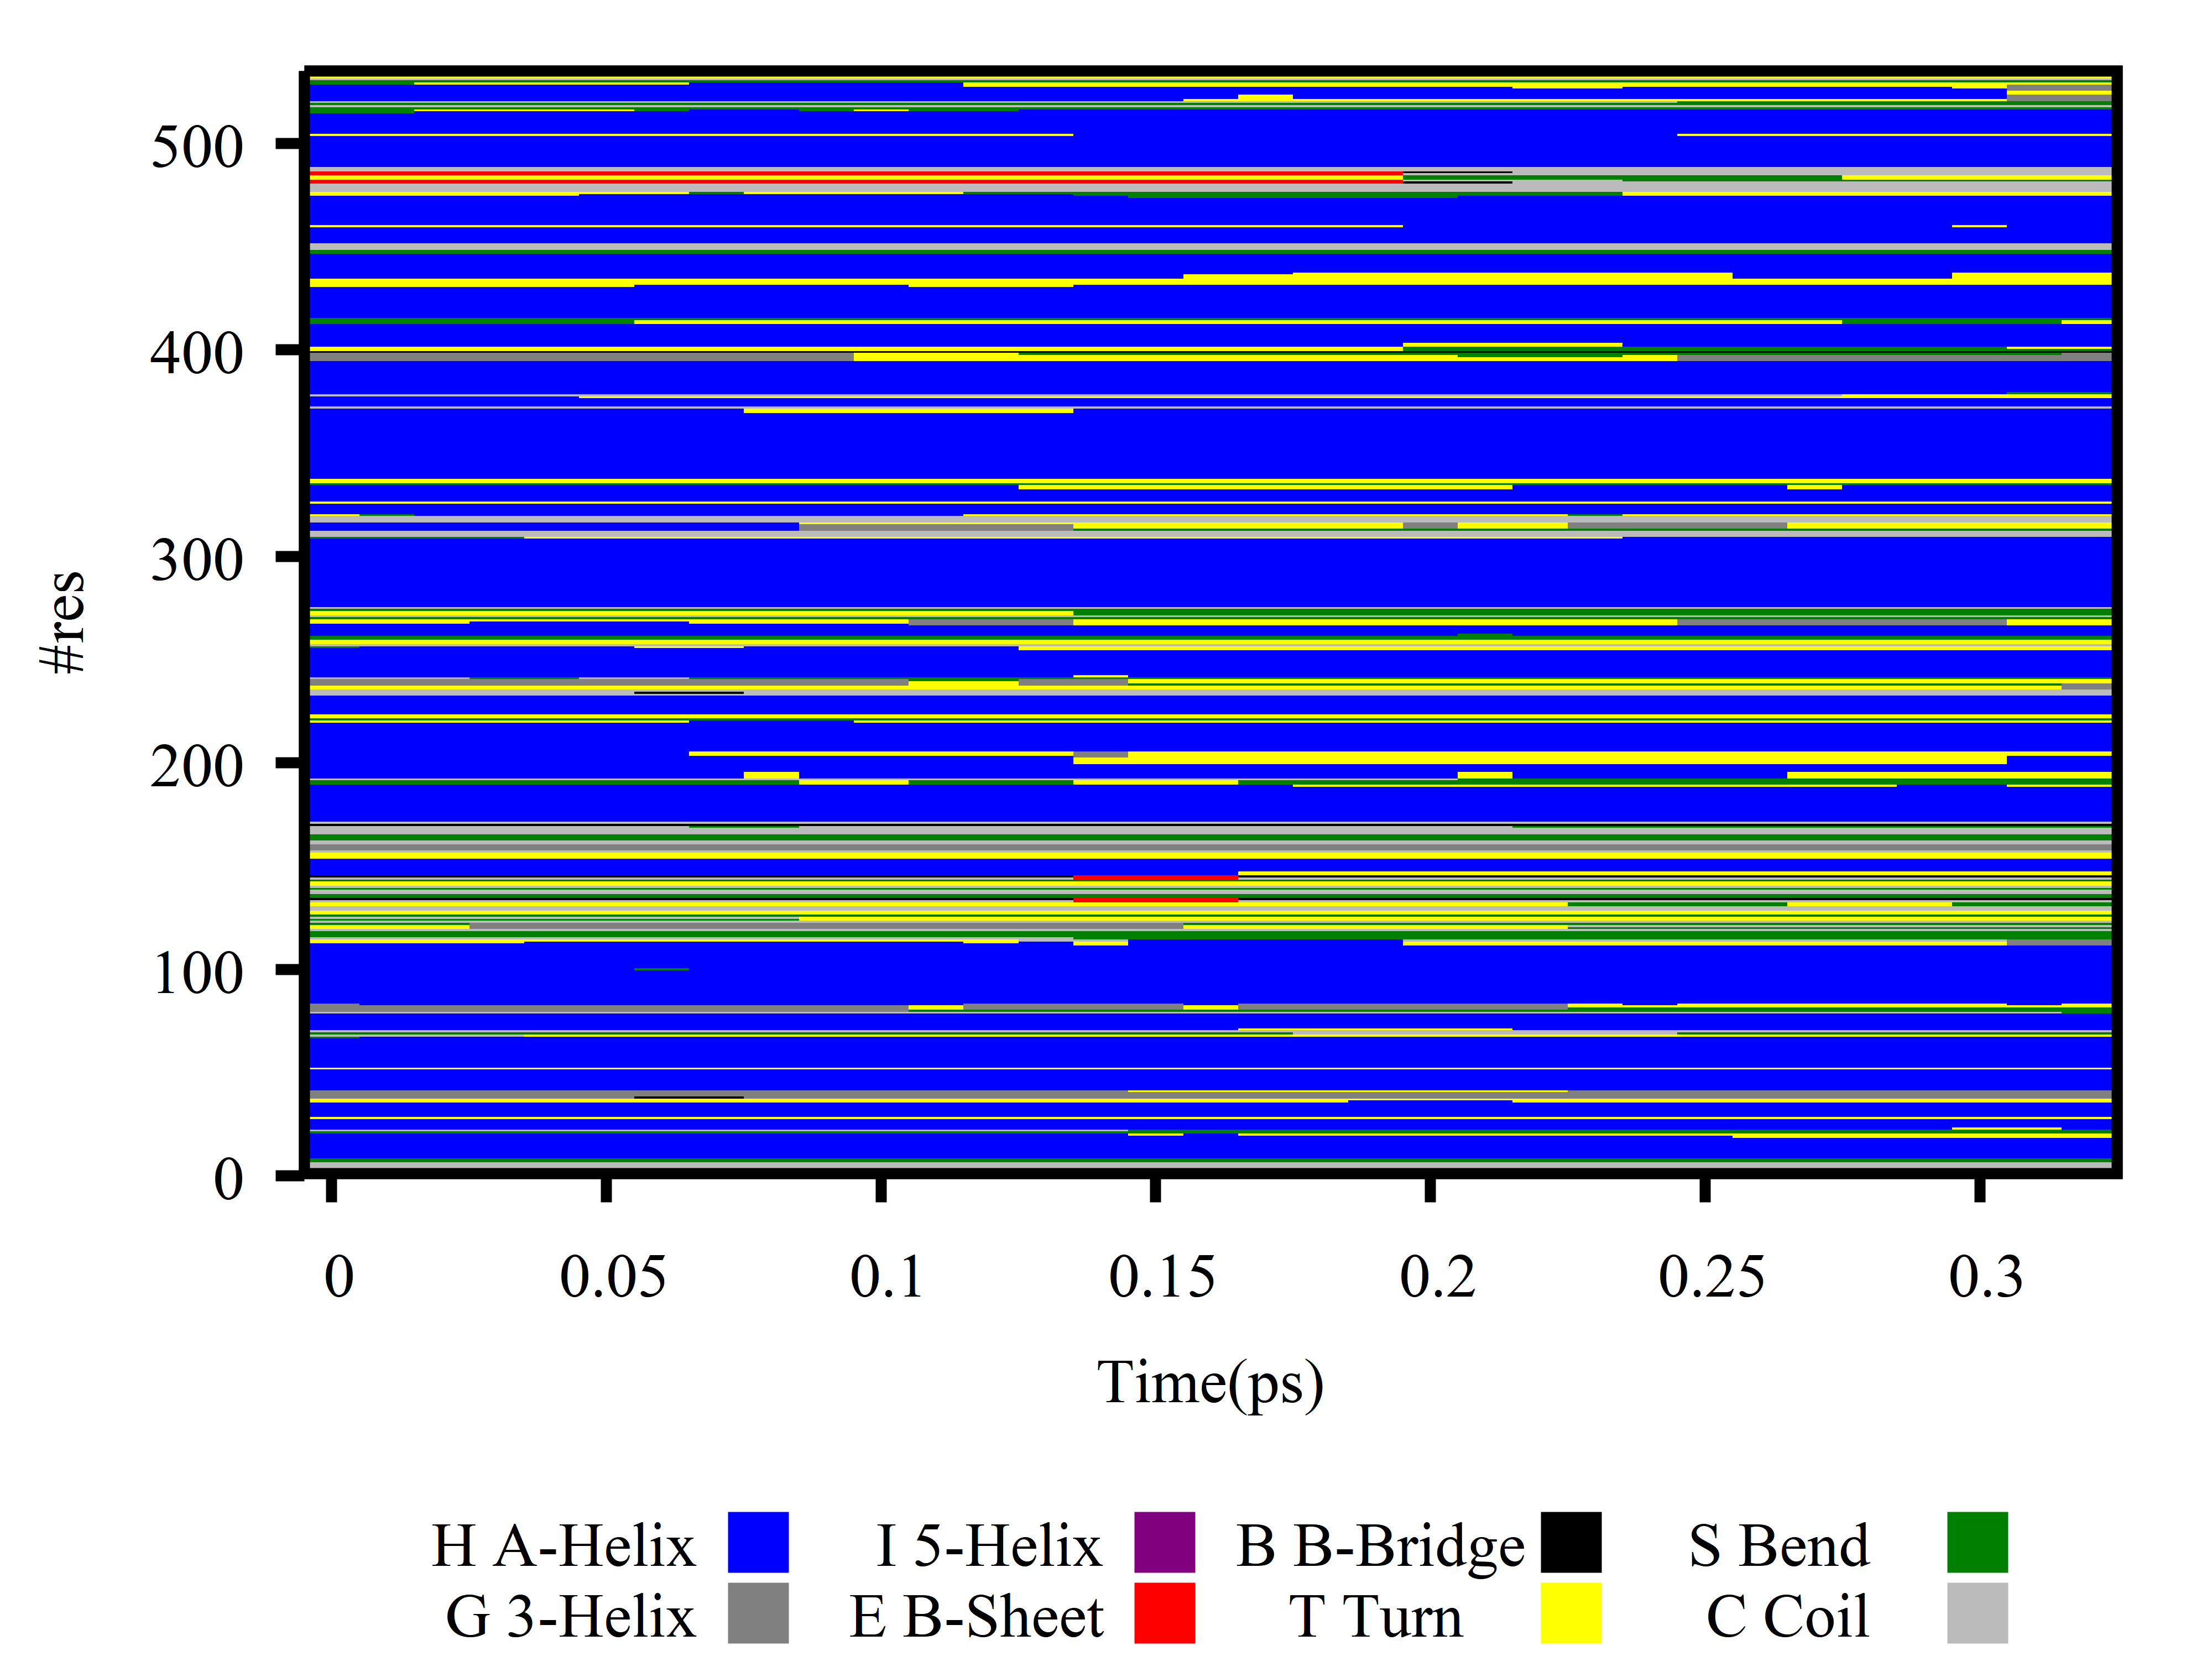 500
400
300
200
100
0
#res
0 0.05 0.1 0.15 0.2 0.25 0.3
Time(ps)
H A-Helix I 5-Helix B B-Bridge S Bend
G 3-Helix E B-Sheet T Turn C Coil